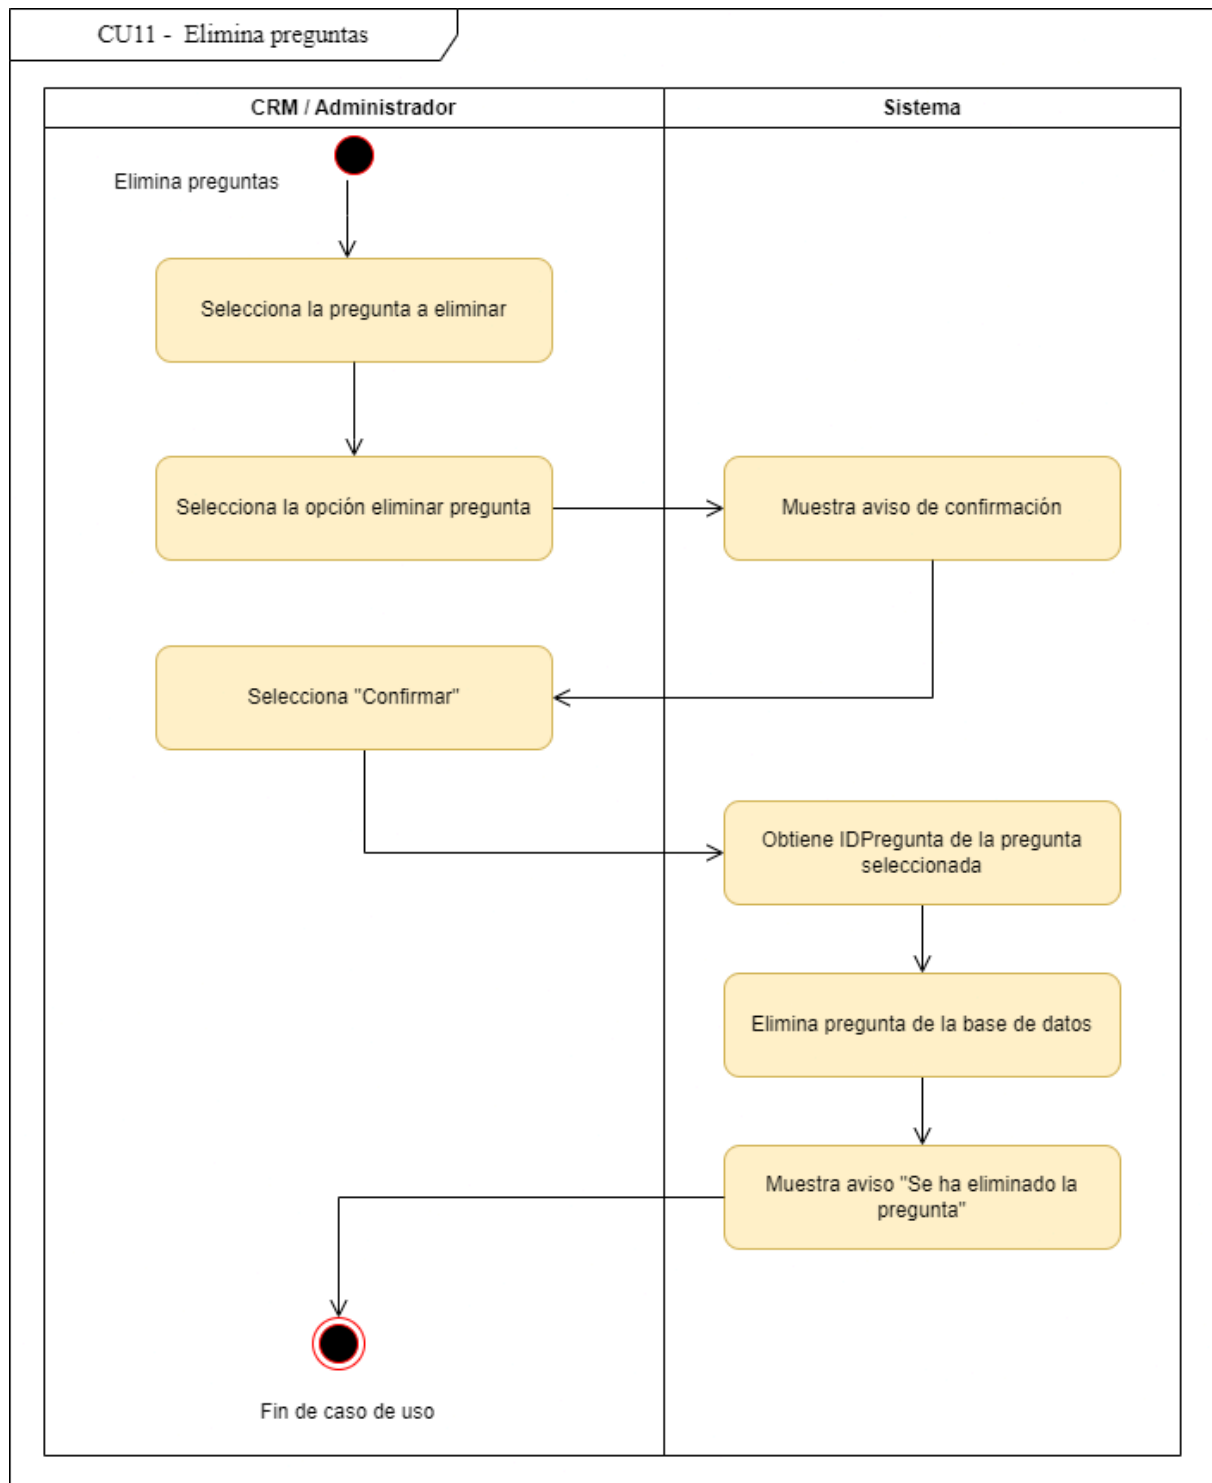 CU11 - Elimina preguntas
CRM / Administrador
Sistema
Elimina preguntas
Selecciona la pregunta a eliminar
Selecciona la opción eliminar pregunta
Muestra aviso de confirmación
Selecciona "Confirmar"
Obtiene IDPregunta de la pregunta
seleccionada
Elimina pregunta de la base de datos
Muestra aviso "Se ha eliminado la
pregunta"
Fin de caso de uso